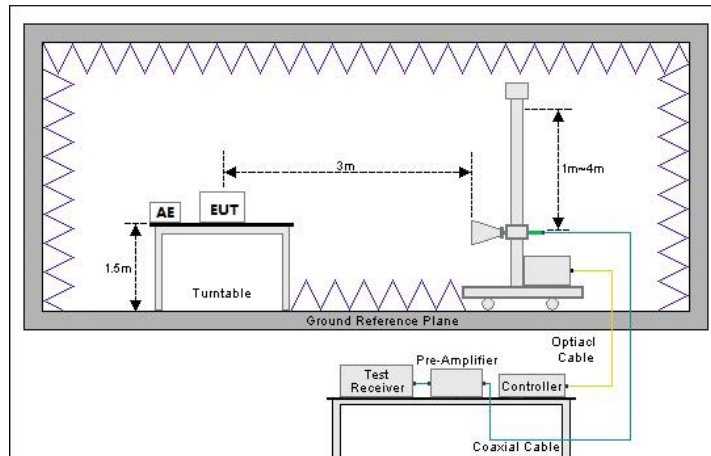 3m
1m~4m
AE
EUT
1.5m
Turntable
Ground Reference Plane
Optiacl
Cable
Pre-Amplifier
Test
Receiver
Controller
Coaxial Cable